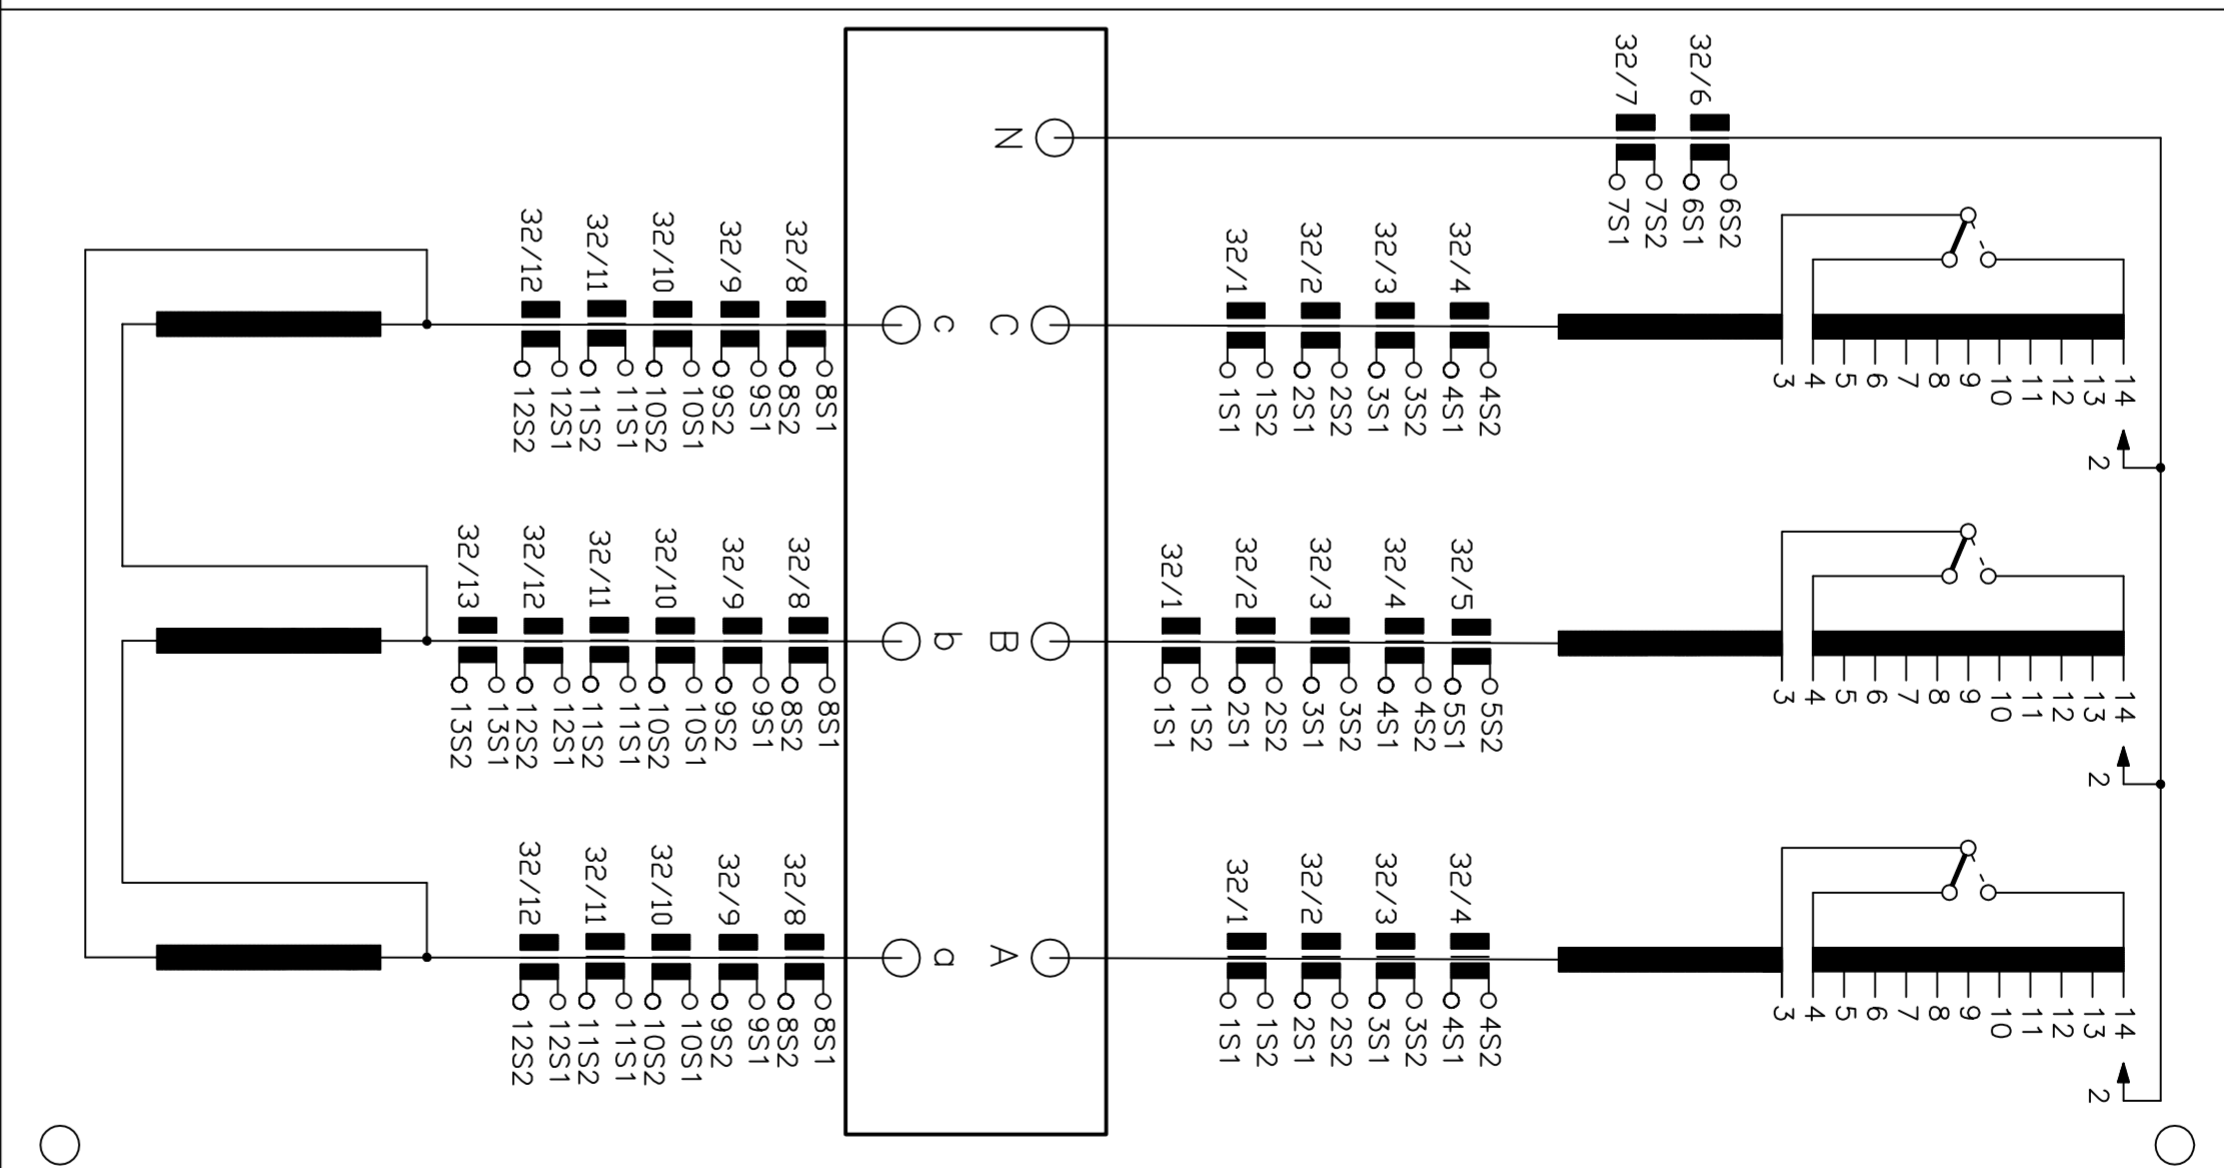 32/7
32/6
N
7S1
7S2
6S1
6S2
32/12
32/11
32/10
32/9
32/8
32/1
32/2
32/3
32/4
c
C
12S2
12S1
11S2
11S1
10S2
10S1
9S2
9S1
8S2
8S1
1S1
1S2
2S1
2S2
3S1
3S2
4S1
4S2
3
4
5
6
7
8
9
10
11
12
13
14
2
32/13
32/12
32/11
32/10
32/9
32/8
32/1
32/2
32/3
32/4
32/5
b
B
13S2
13S1
12S2
12S1
11S2
11S1
10S2
10S1
9S2
9S1
8S2
8S1
1S1
1S2
2S1
2S2
3S1
3S2
4S1
4S2
5S1
5S2
3
4
5
6
7
8
9
10
11
12
13
14
2
32/12
32/11
32/10
32/9
32/8
32/1
32/2
32/3
32/4
a
A
12S2
12S1
11S2
11S1
10S2
10S1
9S2
9S1
8S2
8S1
1S1
1S2
2S1
2S2
3S1
3S2
4S1
4S2
3
4
5
6
7
8
9
10
11
12
13
14
2